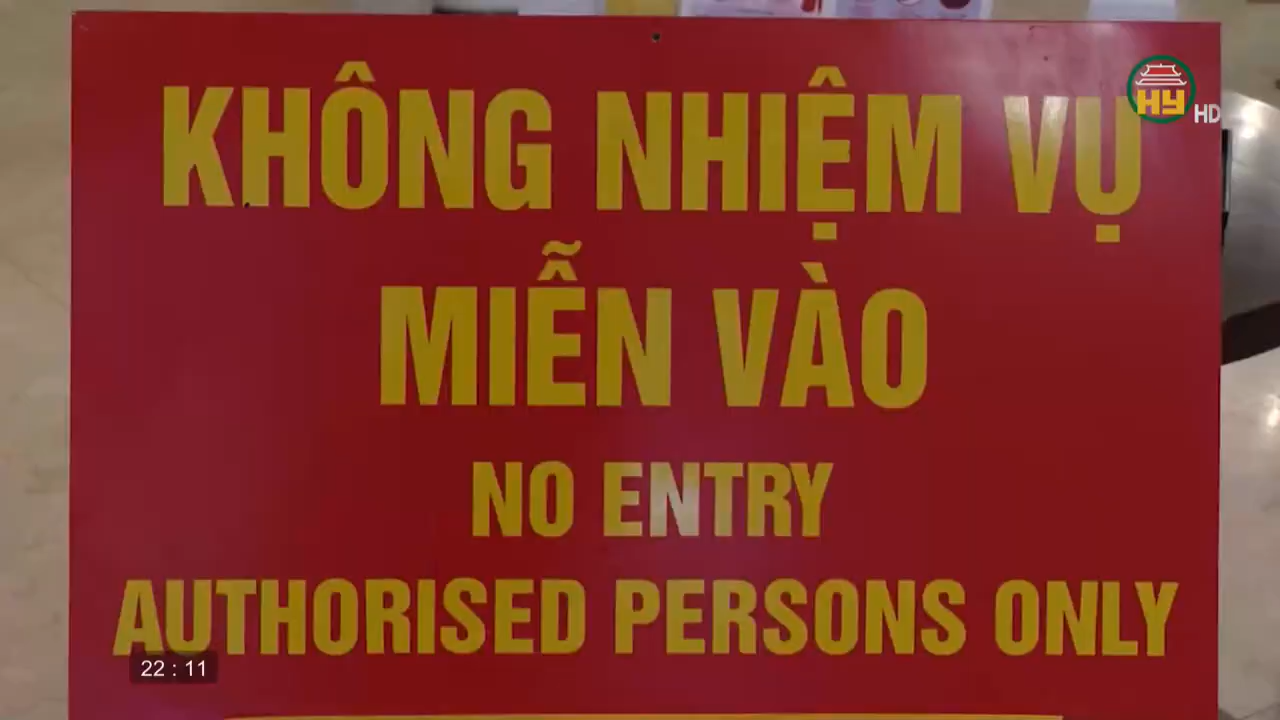 KHÔNG NHIỆM VỤ
HY HD
MIỄN VÀO
NO ENTRY
AUTHORISED PERSONS ONLY
22 : 11